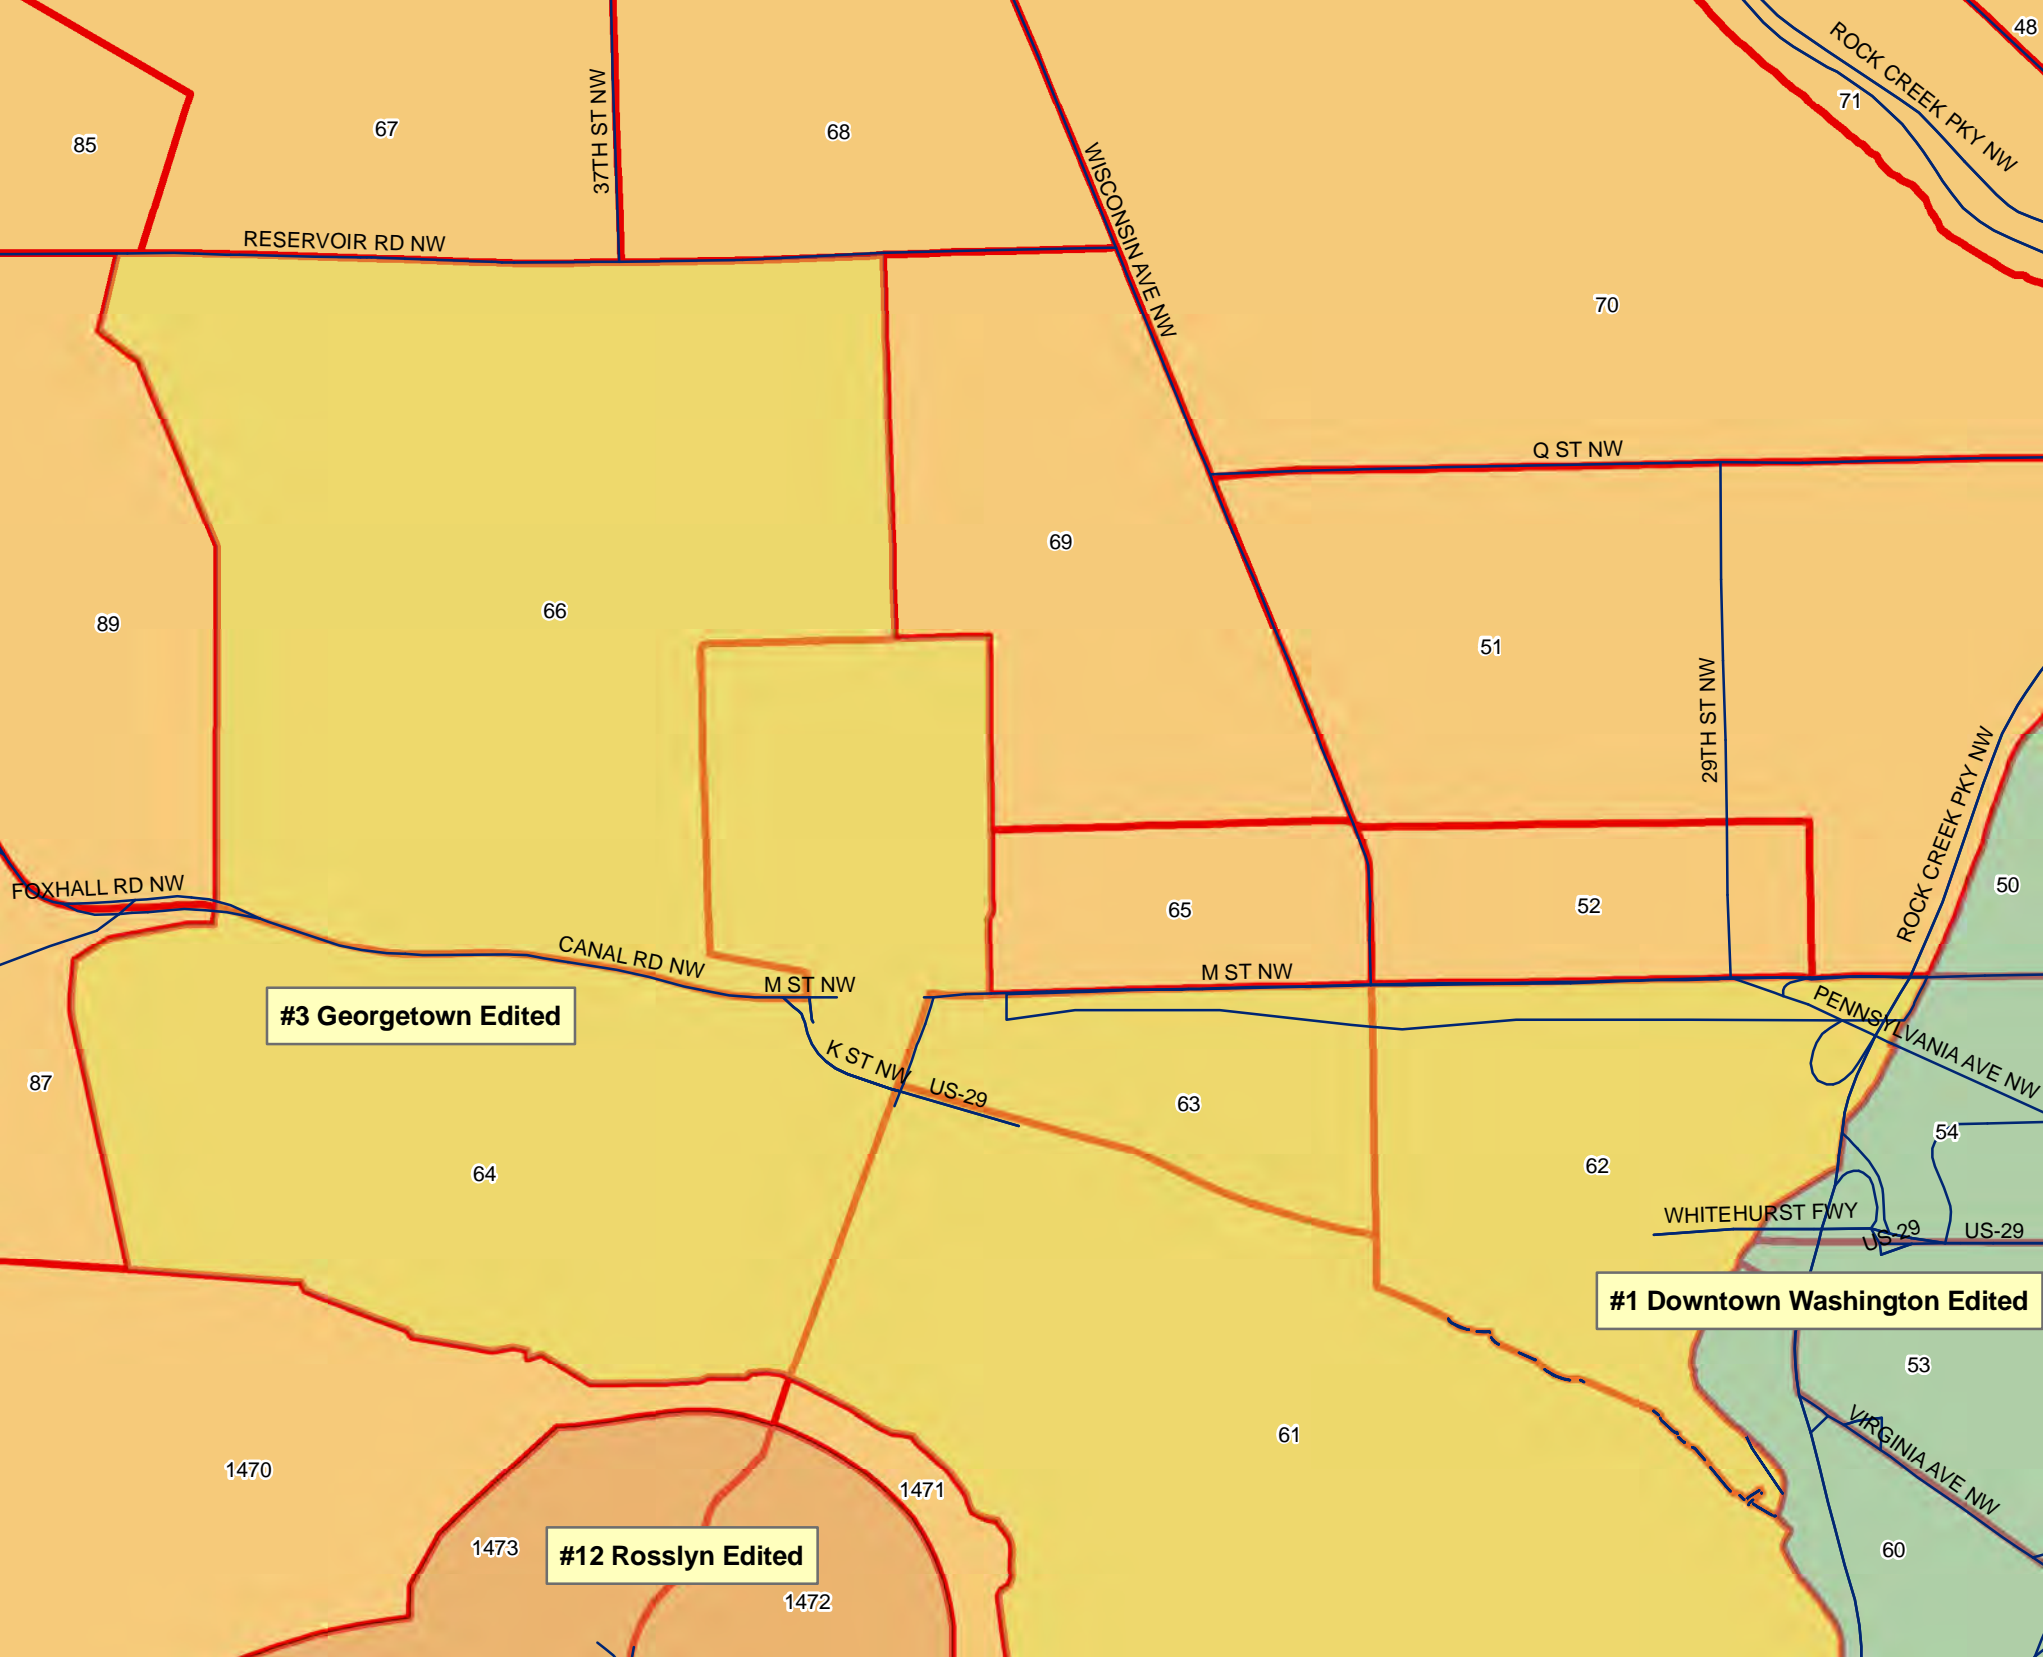 48
ROCK CREEK PKY NW
71
67
68
85
37TH ST NW
WISCONSIN AVE NW
RESERVOIR RD NW
70
Q ST NW
69
66
89
51
29TH ST NW
ROCK CREEK PKY NW
FOXHALL RD NW
50
65
52
CANAL RD NW
M ST NW
M ST NW
PENNSYLVANIA AVE NW
#3 Georgetown Edited
K ST NW
US-29
87
63
54
64
62
WHITEHURST FWY
US-29
US-29
#1 Downtown Washington Edited
53
61
VIRGINIA AVE NW
1470
1471
1473
#12 Rosslyn Edited
60
1472